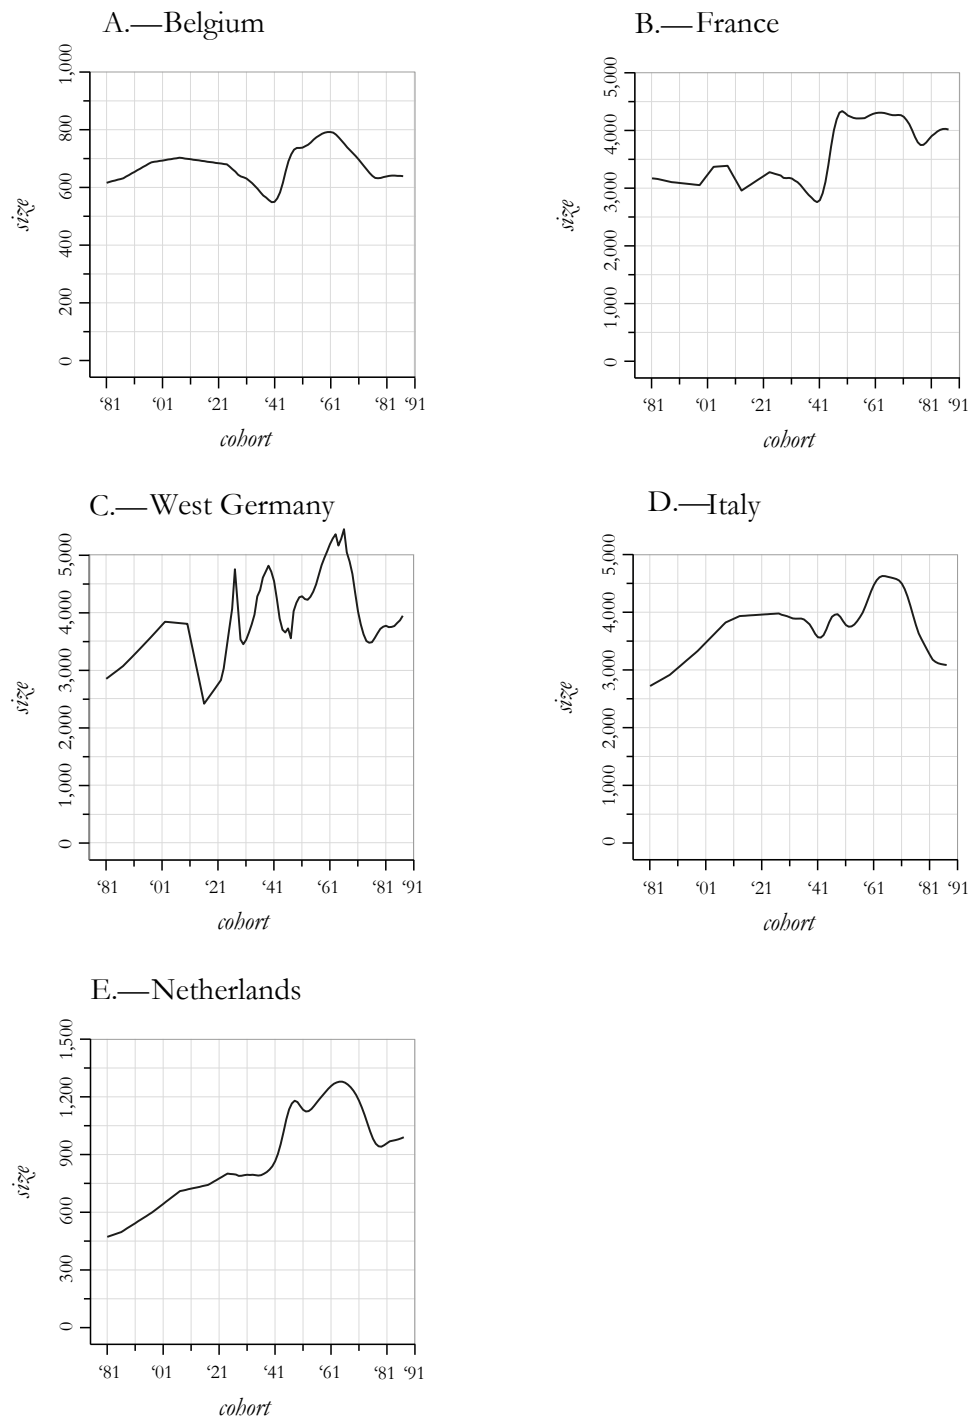 A.—Belgium
1,000
800
600
400
200
0
size
‘81 ‘01 ‘21 ‘41 ‘61 ‘81 ‘91
cohort
B.—France
5,000
4,000
3,000
2,000
1,000
0
size
‘81 ‘01 ‘21 ‘41 ‘61 ‘81 ‘91
cohort
C.—West Germany
5,000
4,000
3,000
2,000
1,000
0
size
‘81 ‘01 ‘21 ‘41 ‘61 ‘81 ‘91
cohort
D.—Italy
5,000
4,000
3,000
2,000
1,000
0
size
‘81 ‘01 ‘21 ‘41 ‘61 ‘81 ‘91
cohort
E.—Netherlands
1,500
1,200
900
600
300
0
size
‘81 ‘01 ‘21 ‘41 ‘61 ‘81 ‘91
cohort